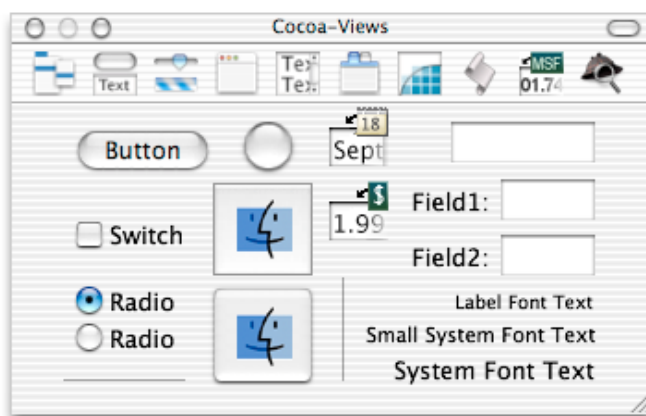 Cocoa-Views
Text
Tex
Tex
MSF
01.74
Button
18
Sept
$
1.99
Field1:
Switch
Field2:
Radio
Radio
Label Font Text
Small System Font Text
System Font Text